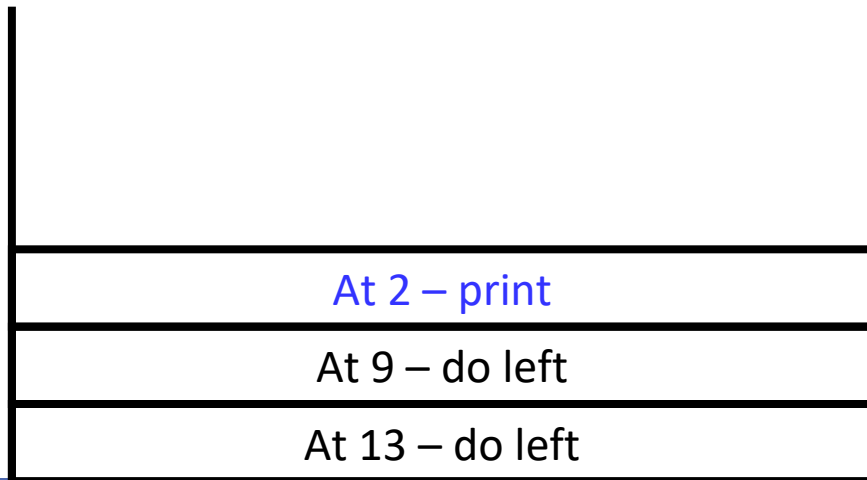 At 2 – print
At 9 – do left
At 13 – do left